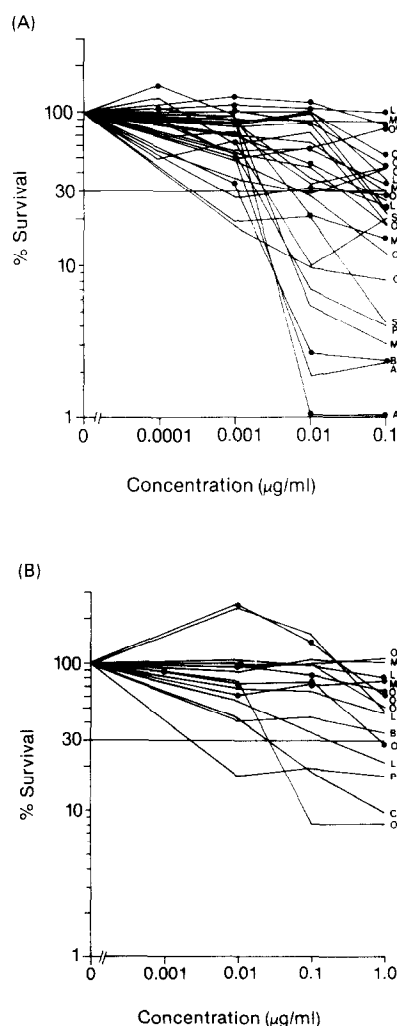 (A)
100
30
10
1
% Survival
0
0.0001
0.001
0.01
0.1
Concentration (µg/ml)
L
M
O
O
O
L
M
O
L
S
O
M
O
S
P
M
B
A
A
(B)
100
30
10
1
% Survival
0
0.001
0.01
0.1
1.0
Concentration (µg/ml)
O
M
L
M
O
O
O
L
B
O
L
P
C
O